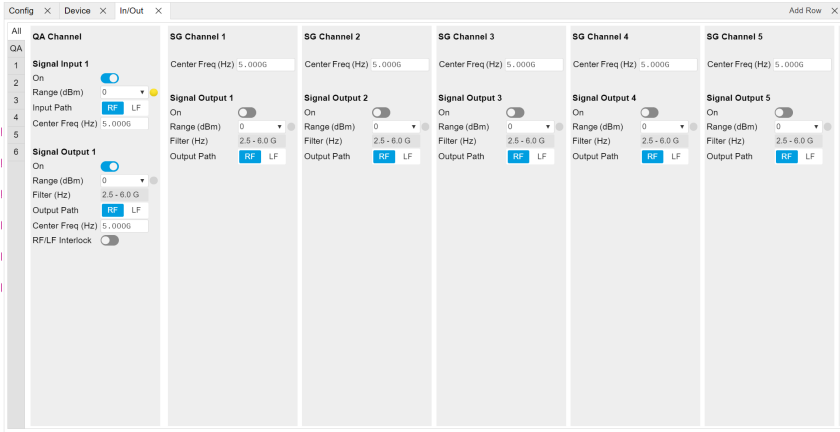 Config × Device × In/Out × Add Row ×
All
QA
1
2
3
4
5
6
QA Channel
Signal Input 1
On
Range (dBm) 0
Input Path RF LF
Center Freq (Hz) 5.000G
Signal Output 1
On
Range (dBm) 0
Filter (Hz) 2.5 - 6.0 G
Output Path RF LF
Center Freq (Hz) 5.000G
RF/LF Interlock
SG Channel 1
Center Freq (Hz) 5.000G
Signal Output 1
On
Range (dBm) 0
Filter (Hz) 2.5 - 6.0 G
Output Path RF LF
SG Channel 2
Center Freq (Hz) 5.000G
Signal Output 2
On
Range (dBm) 0
Filter (Hz) 2.5 - 6.0 G
Output Path RF LF
SG Channel 3
Center Freq (Hz) 5.000G
Signal Output 3
On
Range (dBm) 0
Filter (Hz) 2.5 - 6.0 G
Output Path RF LF
SG Channel 4
Center Freq (Hz) 5.000G
Signal Output 4
On
Range (dBm) 0
Filter (Hz) 2.5 - 6.0 G
Output Path RF LF
SG Channel 5
Center Freq (Hz) 5.000G
Signal Output 5
On
Range (dBm) 0
Filter (Hz) 2.5 - 6.0 G
Output Path RF LF